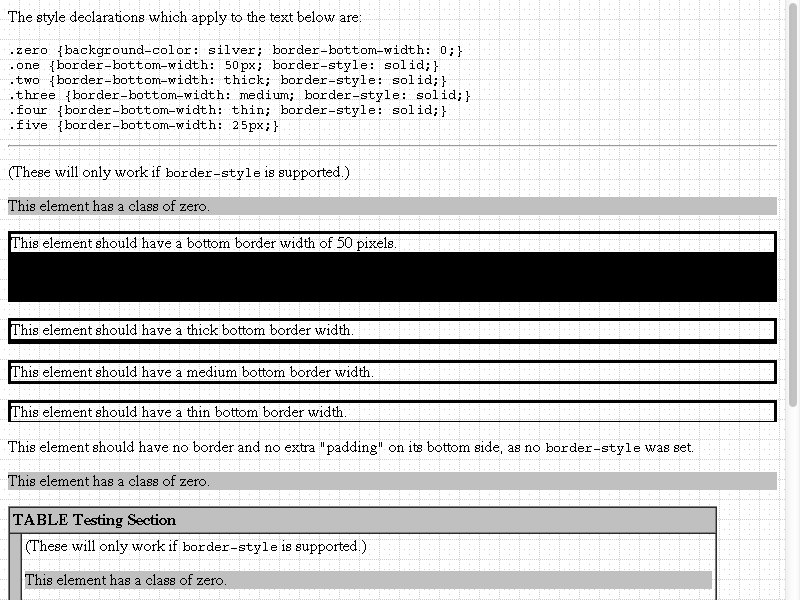 The style declarations which apply to the text below are:
.zero {background-color: silver; border-bottom-width: 0;}
.one {border-bottom-width: 50px; border-style: solid;}
.two {border-bottom-width: thick; border-style: solid;}
.three {border-bottom-width: medium; border-style: solid;}
.four {border-bottom-width: thin; border-style: solid;}
.five {border-bottom-width: 25px;}
(These will only work if border-style is supported.)
This element has a class of zero.
This element should have a bottom border width of 50 pixels.
This element should have a thick bottom border width.
This element should have a medium bottom border width.
This element should have a thin bottom border width.
This element should have no border and no extra "padding" on its bottom side, as no border-style was set.
This element has a class of zero.
TABLE Testing Section
(These will only work if border-style is supported.)
This element has a class of zero.